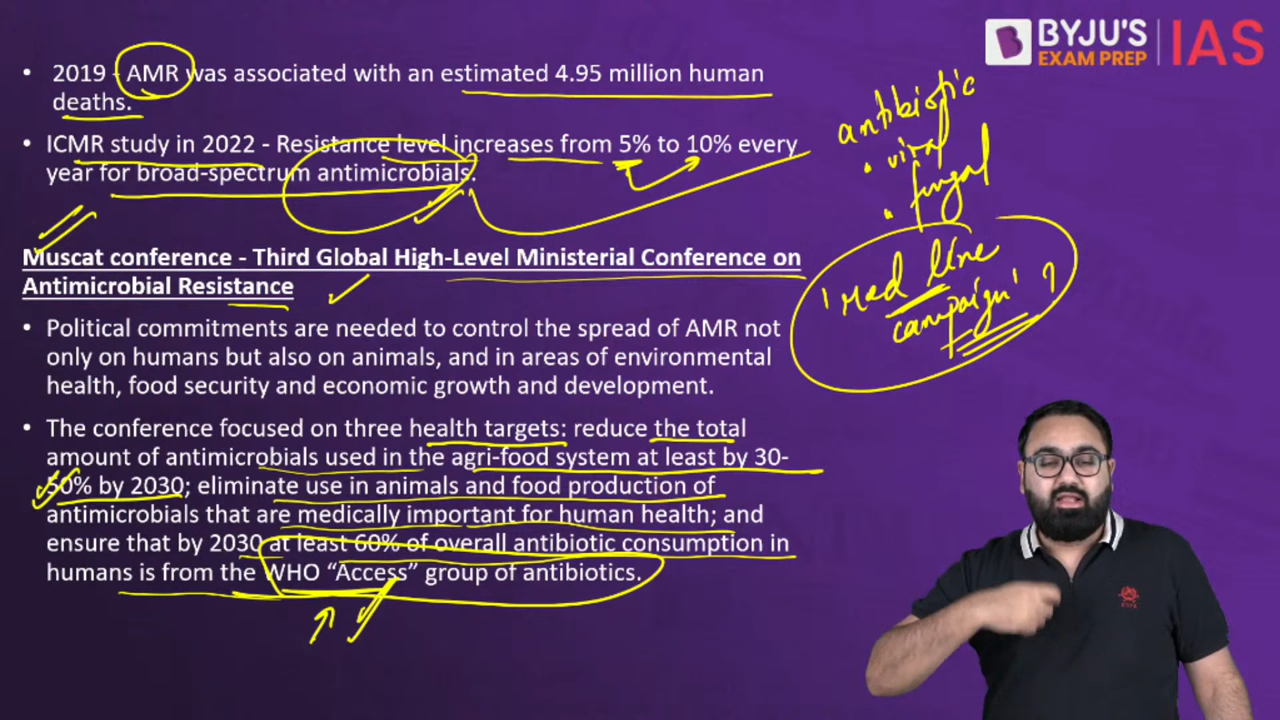 BYJU'S
EXAM PREP
IAS
• 2019 - AMR was associated with an estimated 4.95 million human
deaths.
• ICMR study in 2022 - Resistance level increases from 5% to 10% every
year for broad-spectrum antimicrobials.
Muscat conference - Third Global High-Level Ministerial Conference on
Antimicrobial Resistance
• Political commitments are needed to control the spread of AMR not
only on humans but also on animals, and in areas of environmental
health, food security and economic growth and development.
• The conference focused on three health targets: reduce the total
amount of antimicrobials used in the agri-food system at least by 30-
50% by 2030; eliminate use in animals and food production of
antimicrobials that are medically important for human health; and
ensure that by 2030 at least 60% of overall antibiotic consumption in
humans is from the WHO "Access" group of antibiotics.
antibiotic
• viral
• fungal
'Red line
campaign' ?